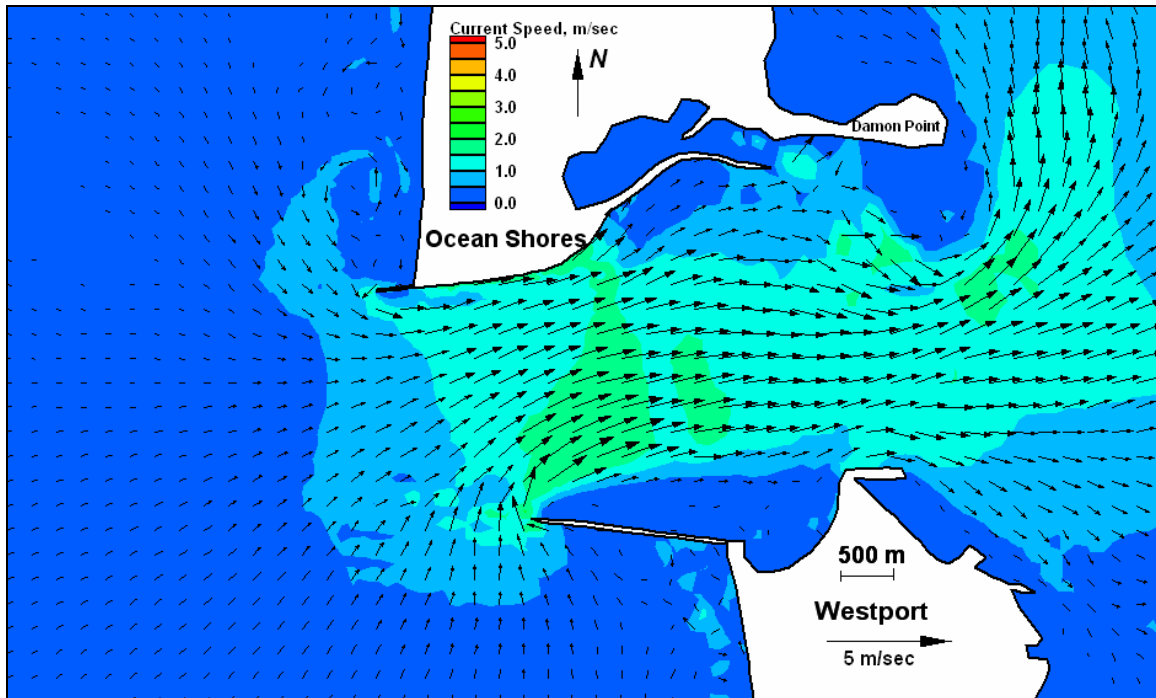 Current Speed, m/sec
5.0
4.0
3.0
2.0
1.0
0.0
N
Damon Point
Ocean Shores
500 m
Westport
5 m/sec